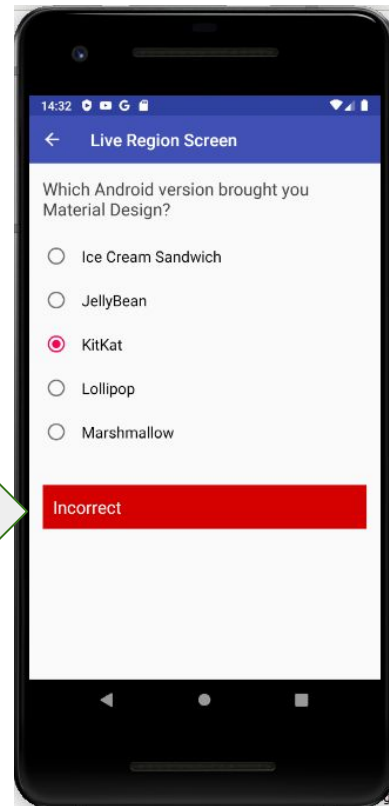 14:32 G
Live Region Screen
Which Android version brought you
Material Design?
Ice Cream Sandwich
JellyBean
KitKat
Lollipop
Marshmallow
Incorrect